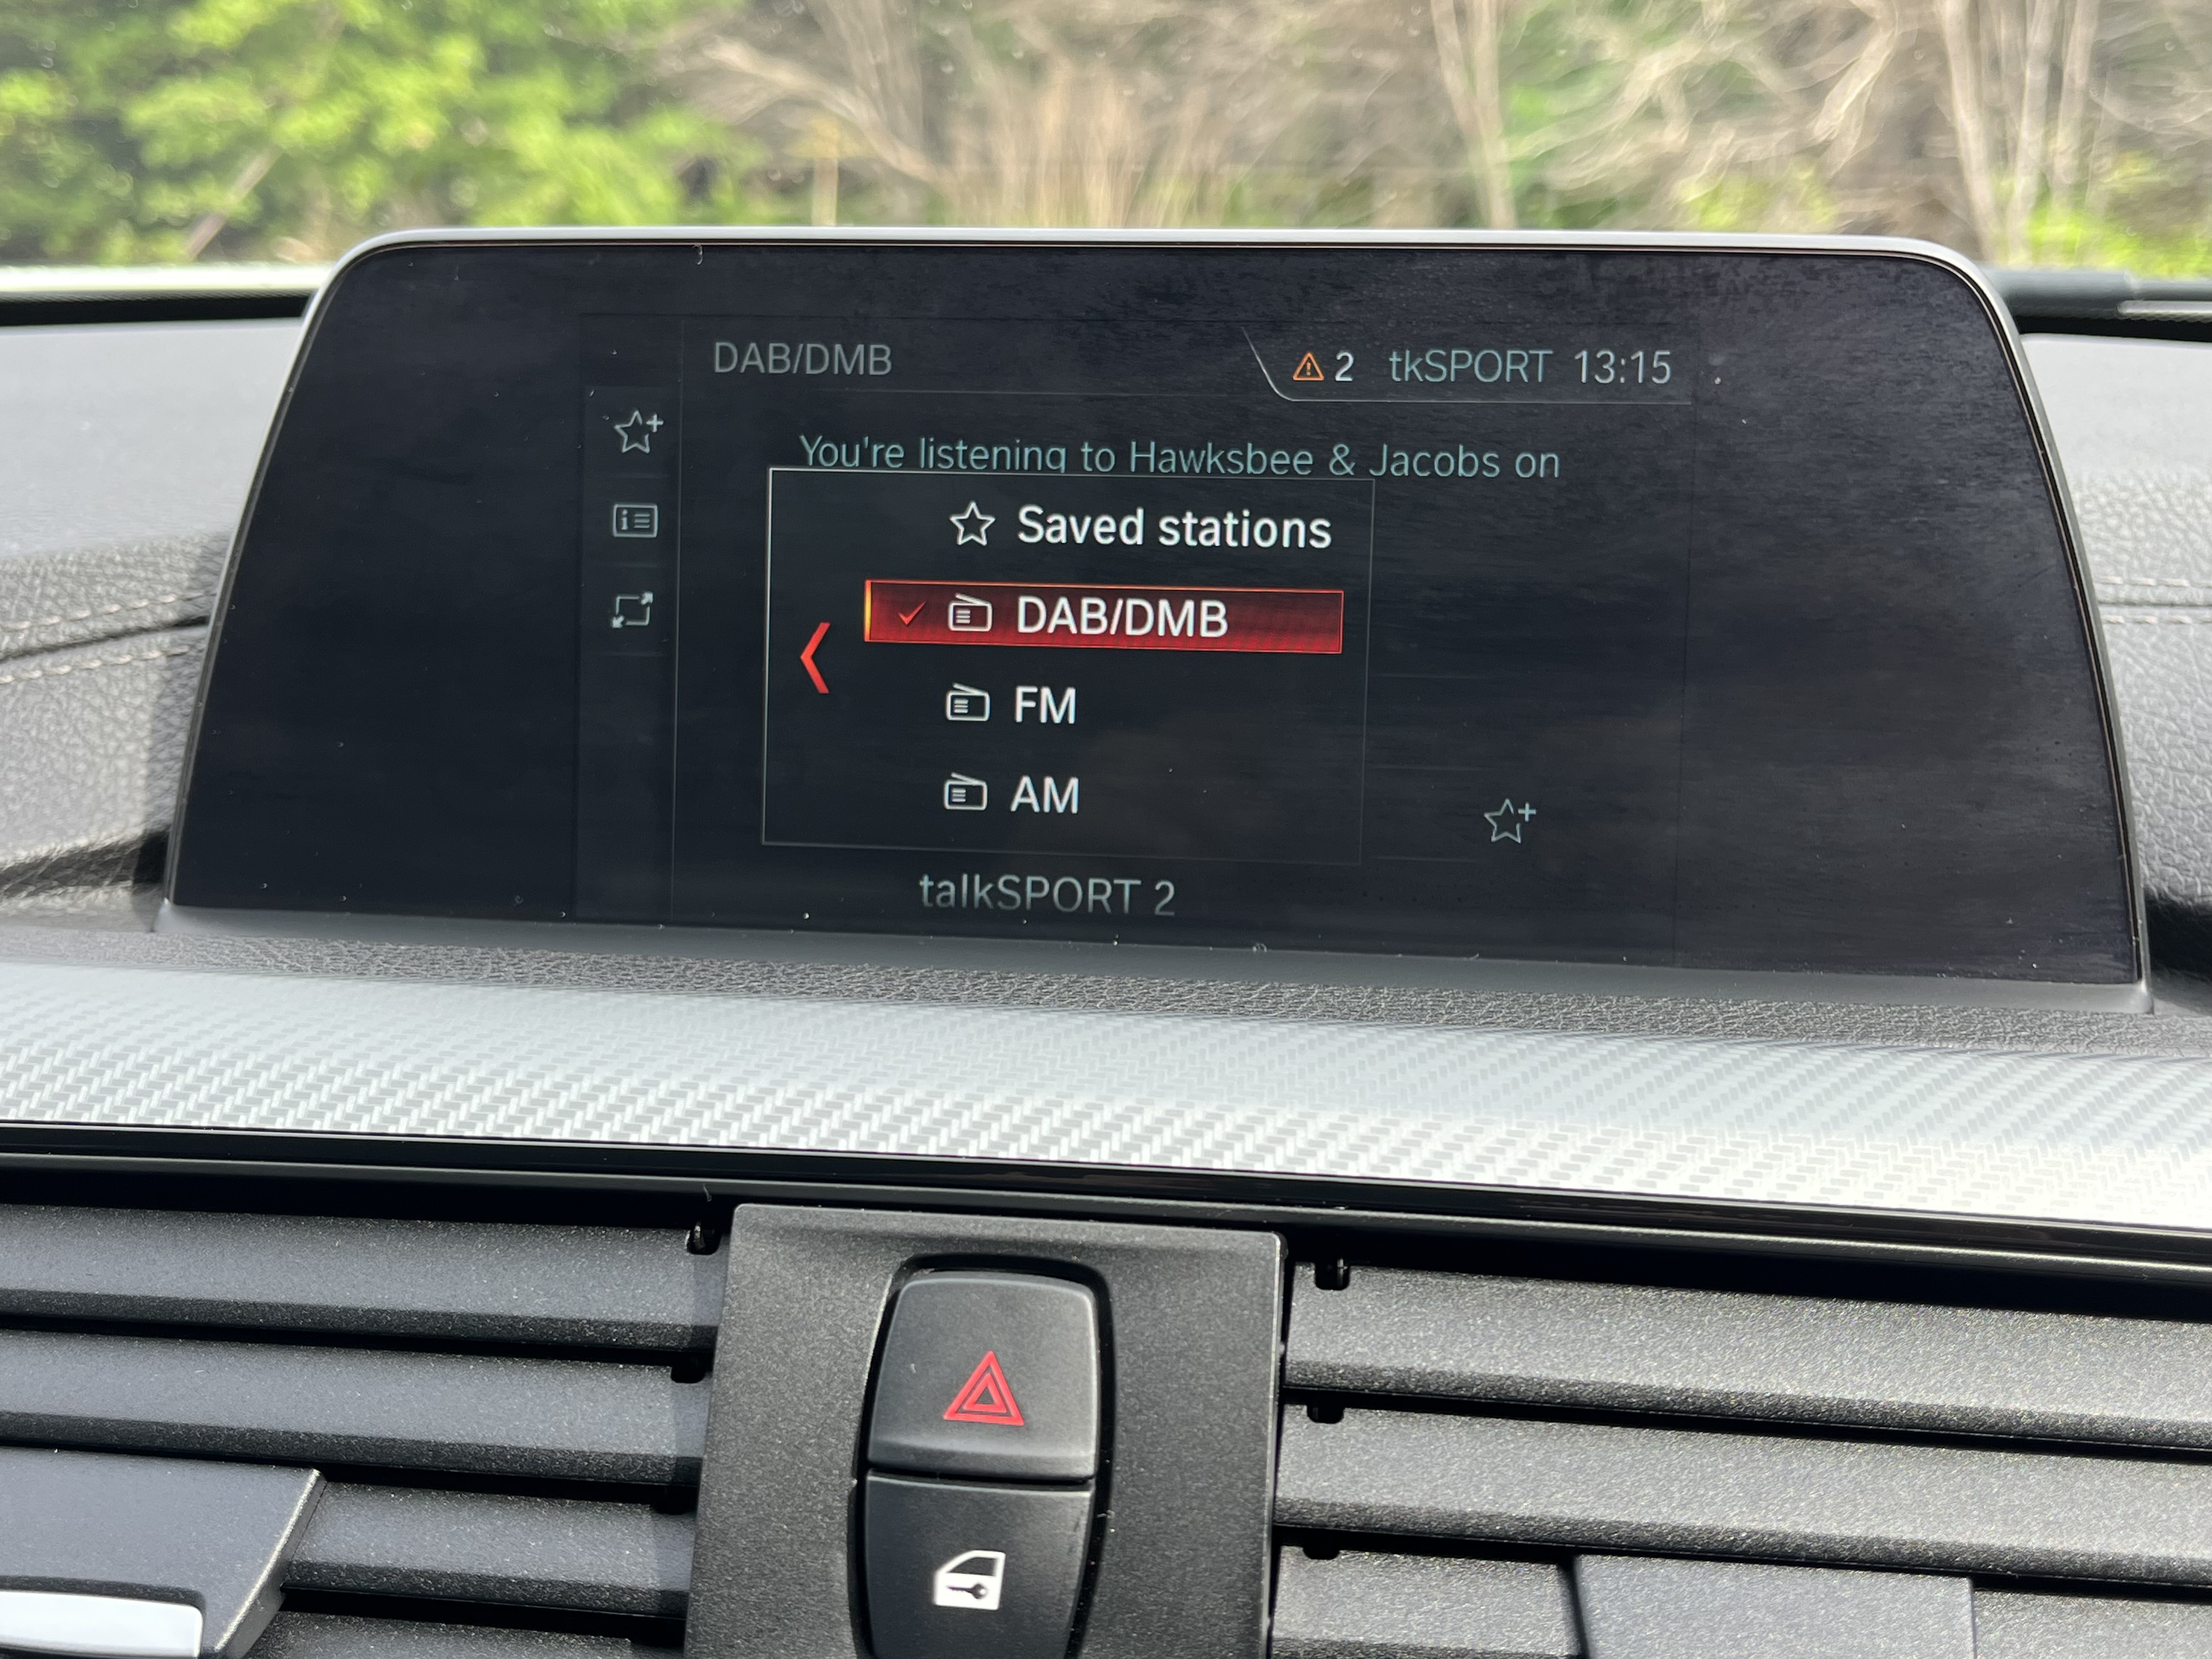 DAB/DMB
2 tkSPORT 13:15
You're listening to Hawksbee & Jacobs on
Saved stations
DAB/DMB
FM
AM
talkSPORT 2